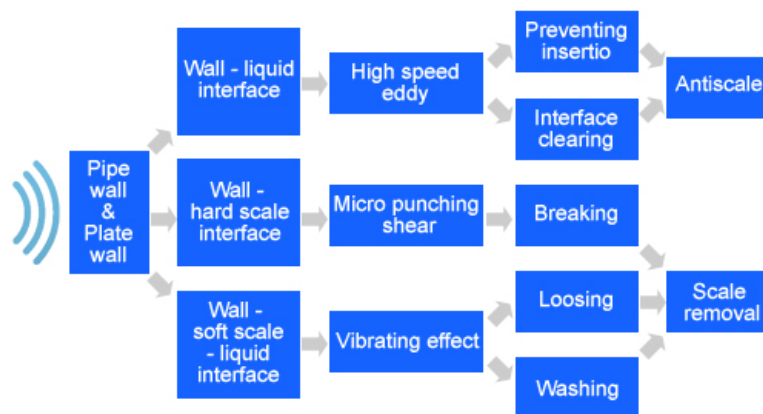 Pipe
wall
&
Plate
wall
Wall - liquid
interface
High speed
eddy
Preventing
insertio
Interface
clearing
Antiscale
Wall -
hard scale
interface
Micro punching
shear
Breaking
Wall -
soft scale
- liquid
interface
Vibrating effect
Loosing
Washing
Scale
removal